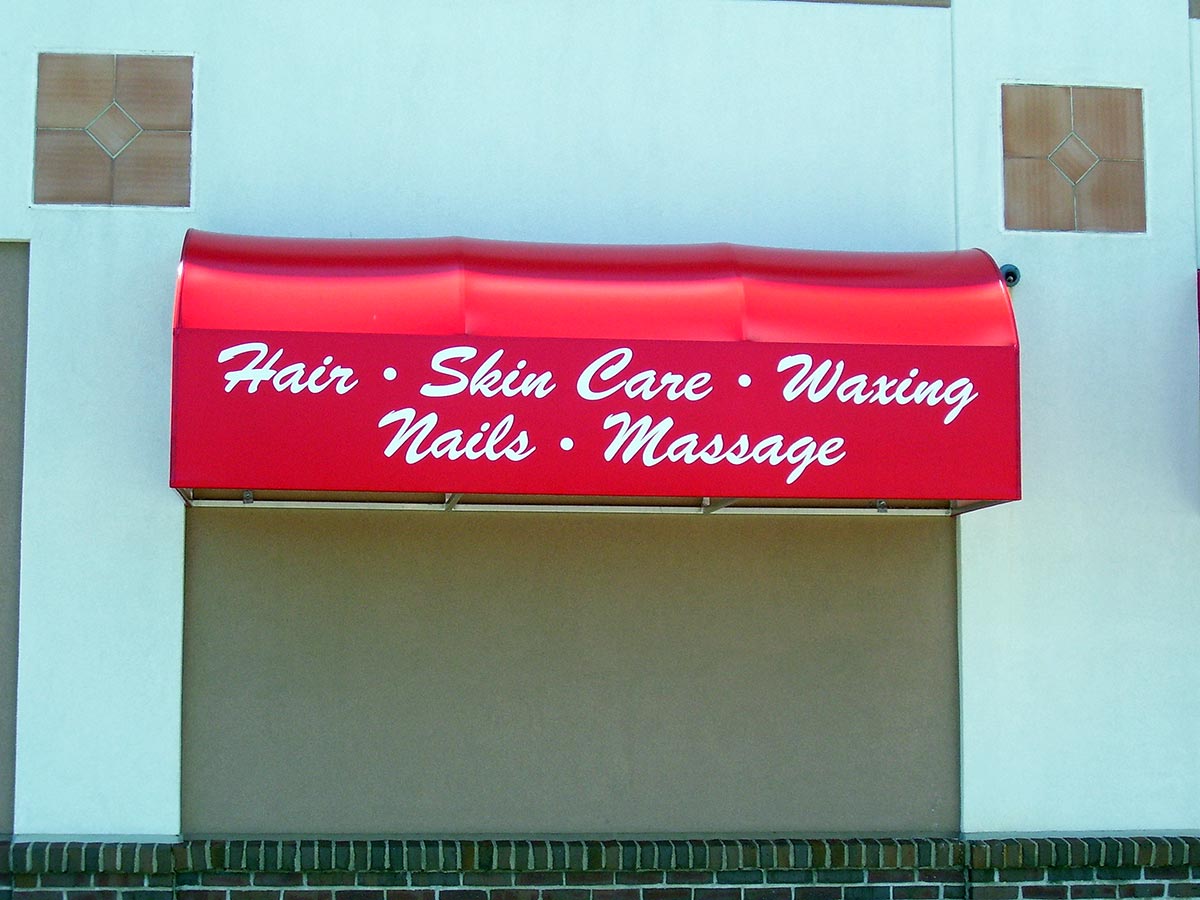 Hair • Skin Care • Waxing
Nails • Massage